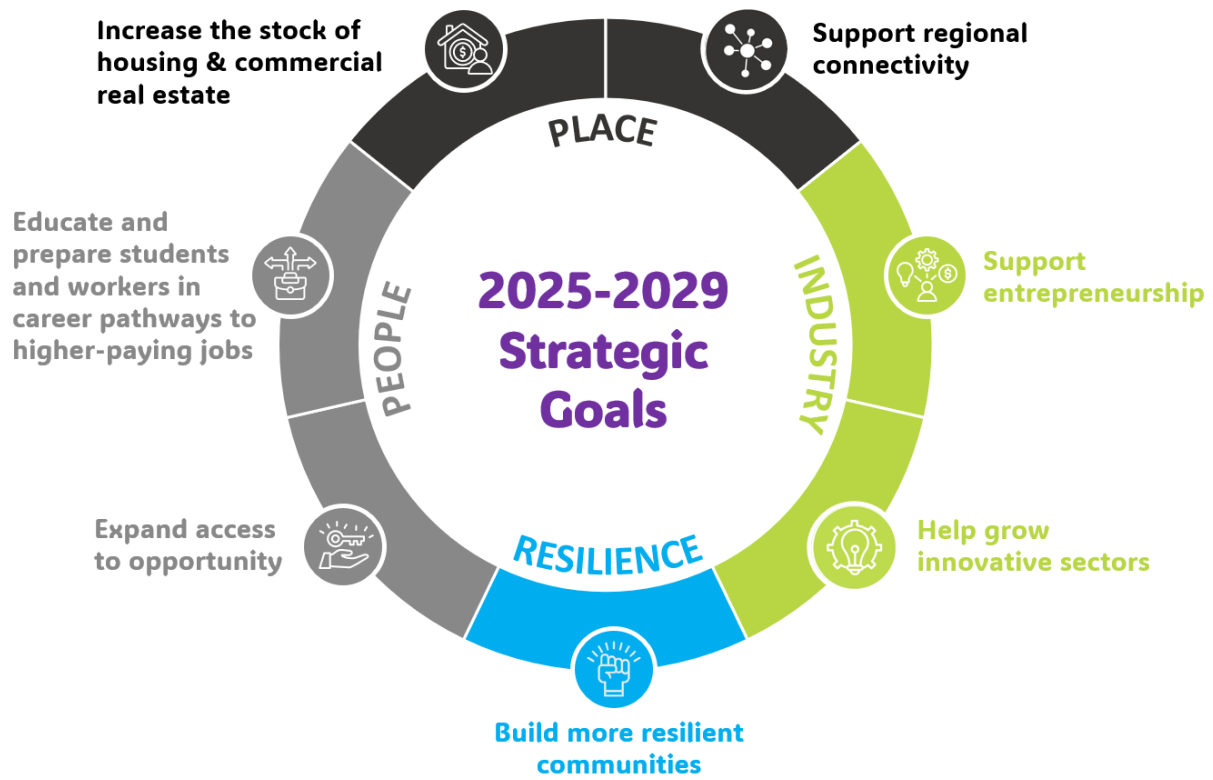 Increase the stock of
housing & commercial
real estate
Support regional
connectivity
PLACE
Educate and
prepare students
and workers in
career pathways to
higher-paying jobs
PEOPLE
2025-2029
Strategic
Goals
INDUSTRY
Support
entrepreneurship
Expand access
to opportunity
RESILIENCE
Help grow
innovative sectors
Build more resilient
communities
$
$